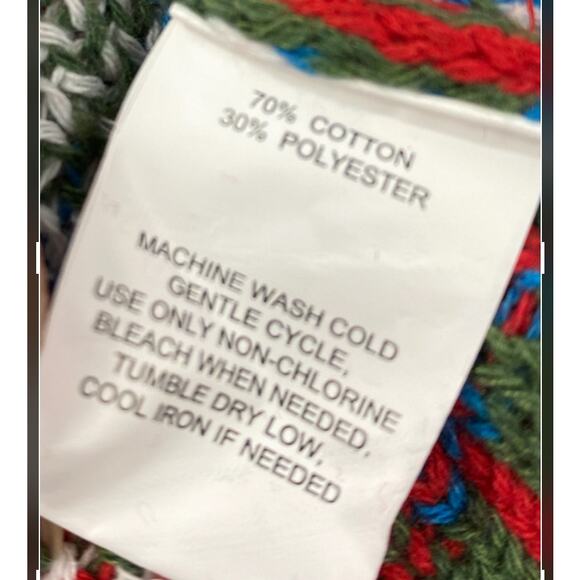 70% COTTON
30% POLYESTER
MACHINE WASH COLD
GENTLE CYCLE,
USE ONLY NON-CHLORINE
BLEACH WHEN NEEDED,
TUMBLE DRY LOW,
COOL IRON IF NEEDED